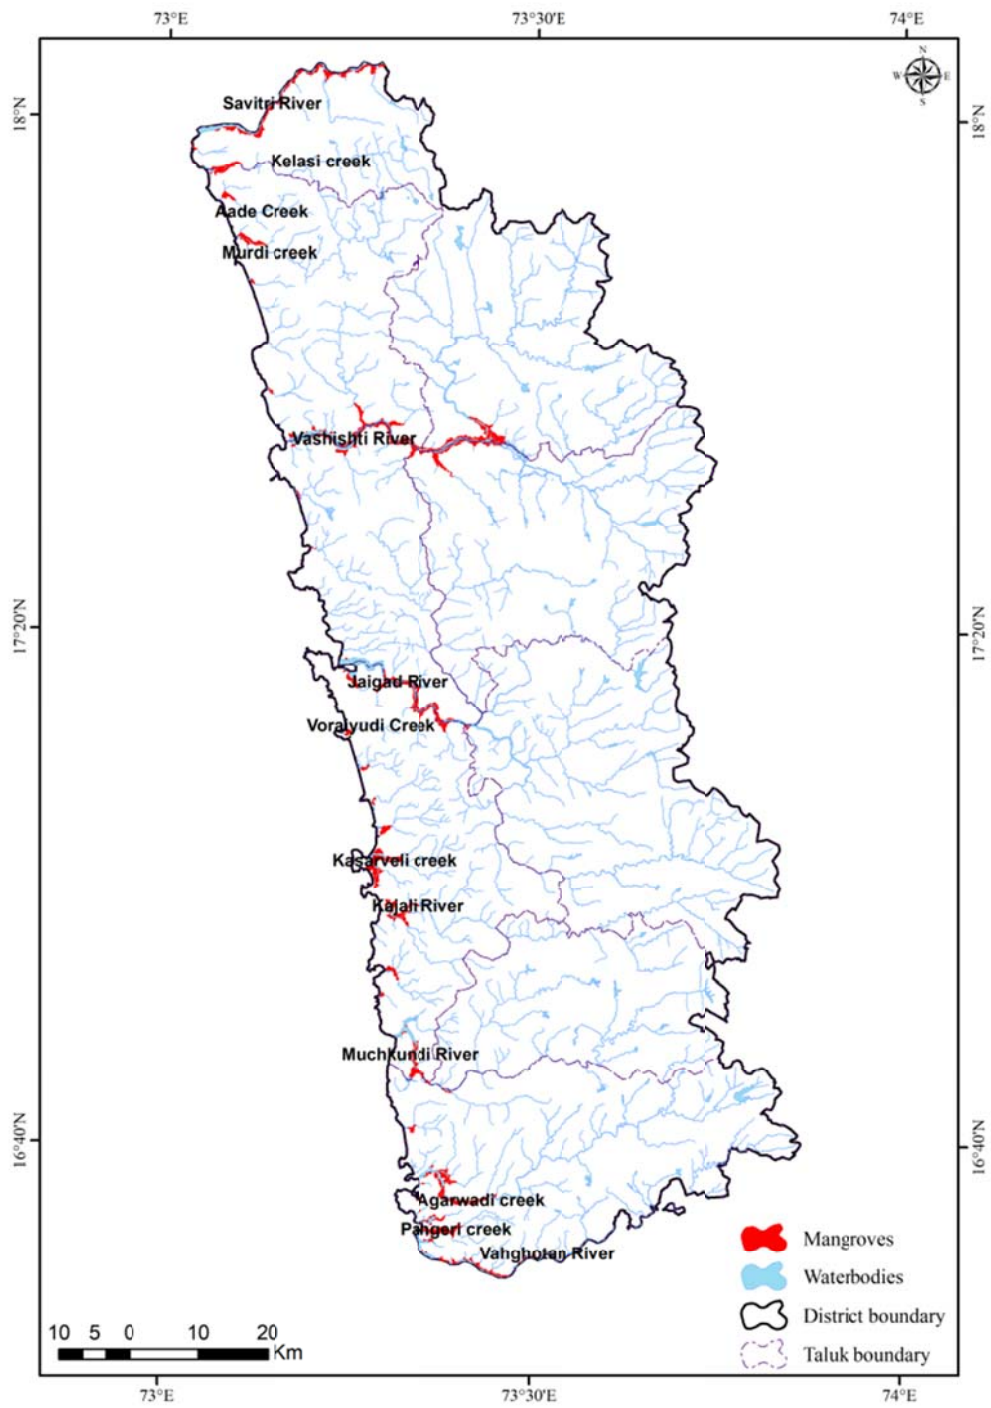 73°E 73°30'E 74°E
N
W E
S
18°N 18°N
Savitri River
Kelasi creek
Aade Creek
Murdi creek
Vashishti River
17°20'N 17°20'N
Jaigad River
Voraivudi Creek
Kasarveli creek
Kajali River
Muchkundi River
16°40'N 16°40'N
Agarwadi creek
Pangeri creek
Vahghotan River
Mangroves
Waterbodies
District boundary
Taluk boundary
10 5 0 10 20
Km
73°E 73°30'E 74°E